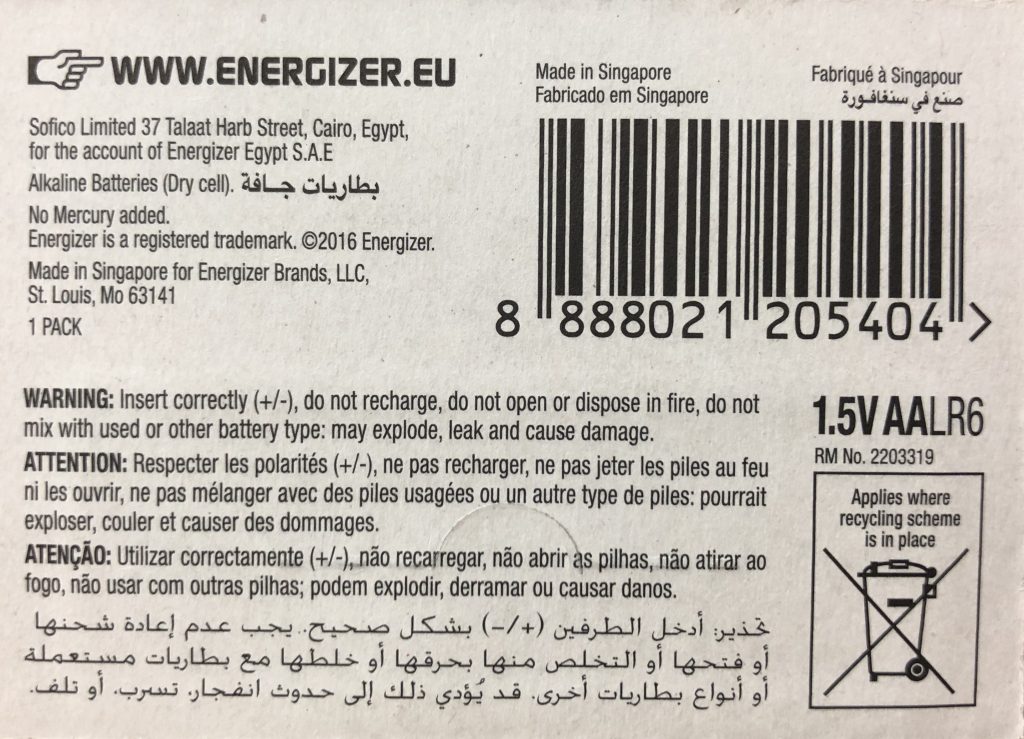 WWW.ENERGIZER.EU
Sofico Limited 37 Talaat Harb Street, Cairo, Egypt,
for the account of Energizer Egypt S.A.E
Alkaline Batteries (Dry cell). بطاريات جافة
No Mercury added.
Energizer is a registered trademark. ©2016 Energizer.
Made in Singapore for Energizer Brands, LLC,
St. Louis, Mo 63141
1 PACK
Made in Singapore
Fabricado em Singapore
Fabriqué à Singapour
صنع في سنغافورة
8 888021 205404 >
WARNING: Insert correctly (+/-), do not recharge, do not open or dispose in fire, do not
mix with used or other battery type: may explode, leak and cause damage.
ATTENTION: Respecter les polarités (+/-), ne pas recharger, ne pas jeter les piles au feu
ni les ouvrir, ne pas mélanger avec des piles usagées ou un autre type de piles: pourrait
exploser, couler et causer des dommages.
ATENÇÃO: Utilizar correctamente (+/-), não recarregar, não abrir as pilhas, não atirar ao
fogo, não usar com outras pilhas; podem explodir, derramar ou causar danos.
تحذير: أدخل الطرفين (+/-) بشكل صحيح.. يجب عدم إعادة شحنها
أو فتحها أو التخلص منها بحرقها أو خلطها مع بطاريات مستعملة
أو أنواع بطاريات أخرى. قد يُؤدي ذلك إلى حدوث انفجار، تسرب، أو تلف.
1.5V AALR6
RM No. 2203319
Applies where
recycling scheme
is in place